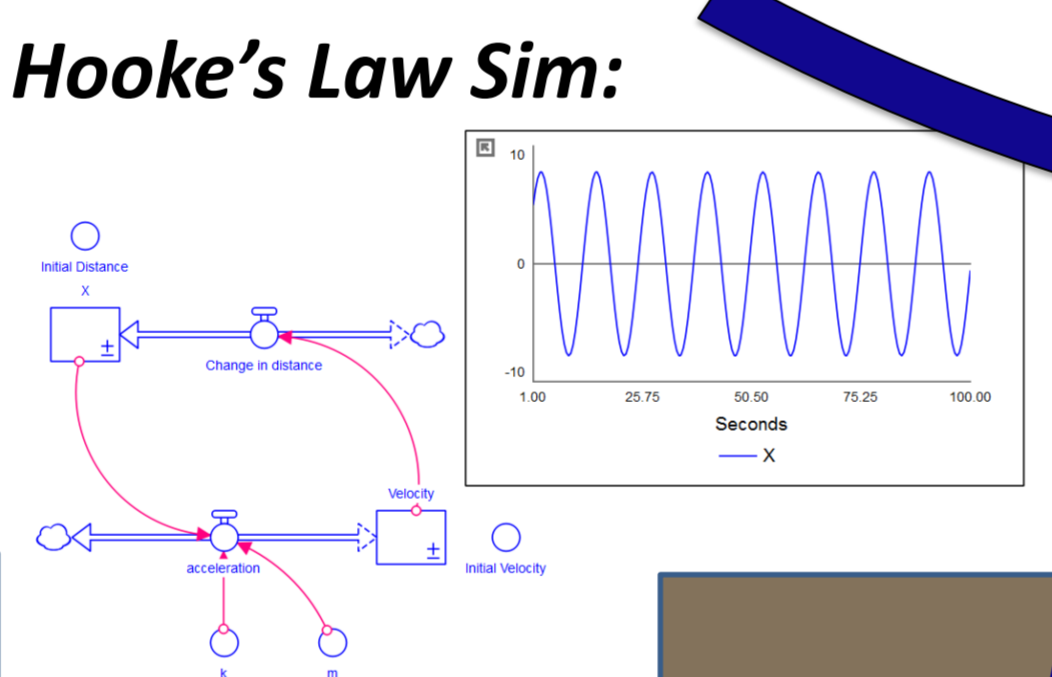 Hooke's Law Sim:
10
0
-10
1.00 25.75 50.50 75.25 100.00
Seconds
X
Initial Distance
X
±
Change in distance
Velocity
±
Initial Velocity
acceleration
k m